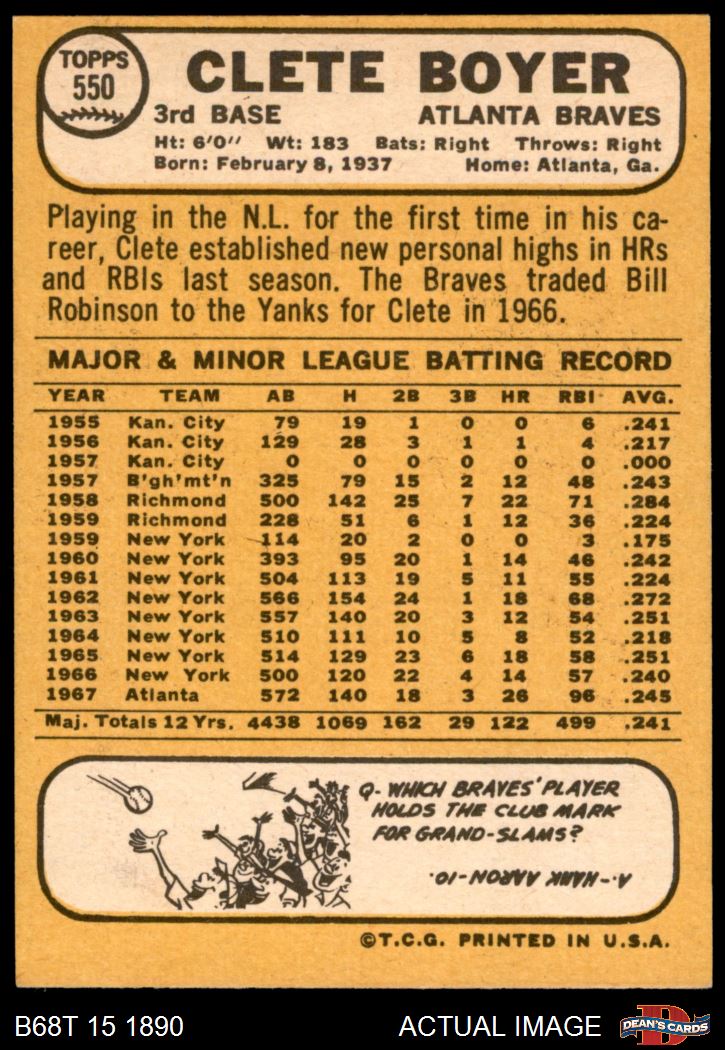 TOPPS
550
CLETE BOYER
3rd BASE ATLANTA BRAVES
Ht: 6'0" Wt: 183 Bats: Right Throws: Right
Born: February 8, 1937 Home: Atlanta, Ga.
Playing in the N.L. for the first time in his ca-
reer, Clete established new personal highs in HRs
and RBIs last season. The Braves traded Bill
Robinson to the Yanks for Clete in 1966.
MAJOR & MINOR LEAGUE BATTING RECORD
YEAR TEAM AB H 2B 3B HR RBI AVG.
1955 Kan. City 79 19 1 0 0 6 .241
1956 Kan. City 129 28 3 1 1 4 .217
1957 Kan. City 0 0 0 0 0 0 .000
1957 B'gh'mt'n 325 79 15 2 12 48 .243
1958 Richmond 500 142 25 7 22 71 .284
1959 Richmond 228 51 6 1 12 36 .224
1959 New York 114 20 2 0 0 3 .175
1960 New York 393 95 20 1 14 46 .242
1961 New York 504 113 19 5 11 55 .224
1962 New York 566 154 24 1 18 68 .272
1963 New York 557 140 20 3 12 54 .251
1964 New York 510 111 10 5 8 52 .218
1965 New York 514 129 23 6 18 58 .251
1966 New York 500 120 22 4 14 57 .240
1967 Atlanta 572 140 18 3 26 96 .245
Maj. Totals 12 Yrs. 4438 1069 162 29 122 499 .241
Q- WHICH BRAVES' PLAYER
HOLDS THE CLUB MARK
FOR GRAND-SLAMS?
A- HANK AARON-10.
©T.C.G. PRINTED IN U.S.A.
B68T 15 1890 ACTUAL IMAGE
D
DEAN'S CARDS